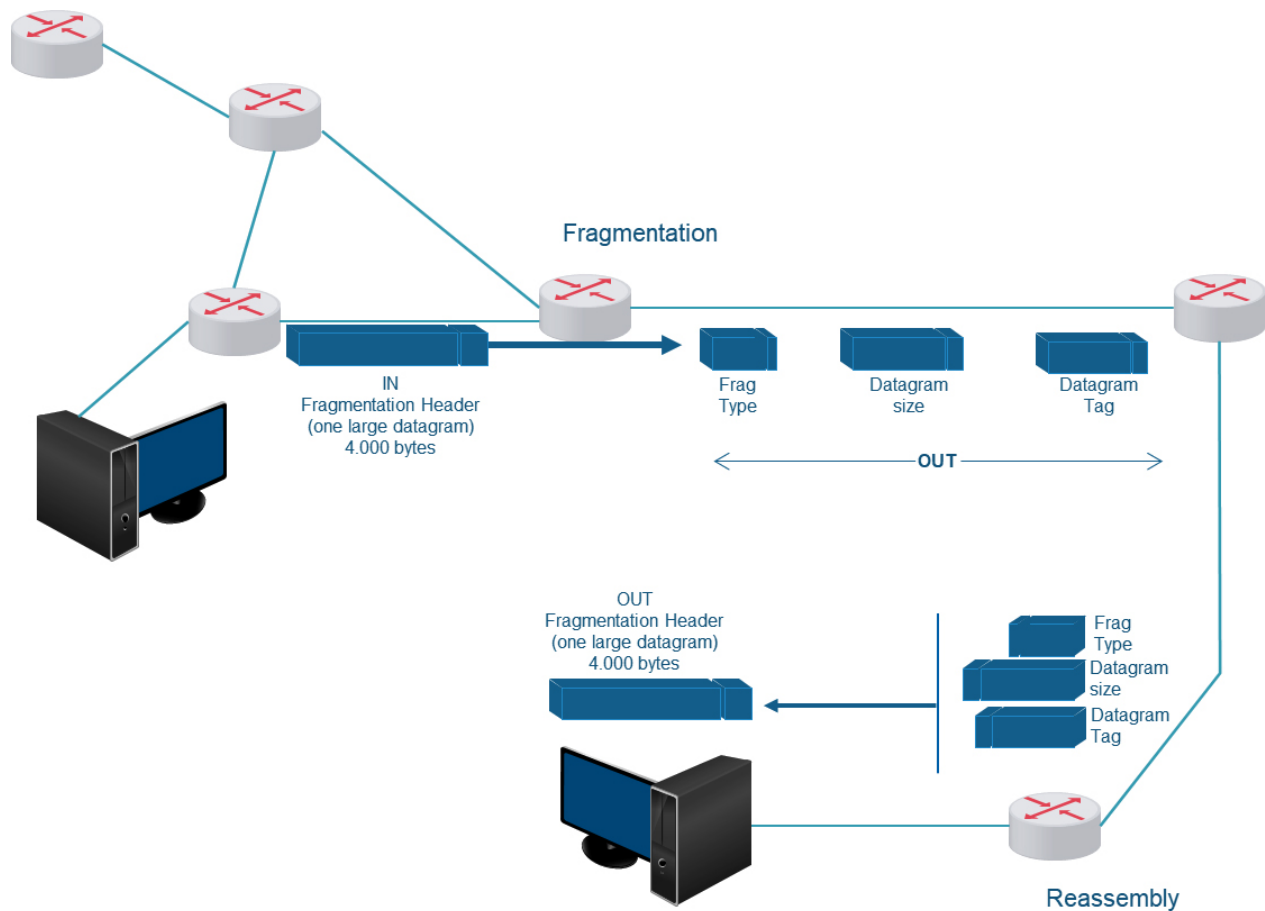 Fragmentation
IN
Fragmentation Header
(one large datagram)
4.000 bytes
Frag
Type
Datagram
size
Datagram
Tag
OUT
OUT
Fragmentation Header
(one large datagram)
4.000 bytes
Frag
Type
Datagram
size
Datagram
Tag
Reassembly